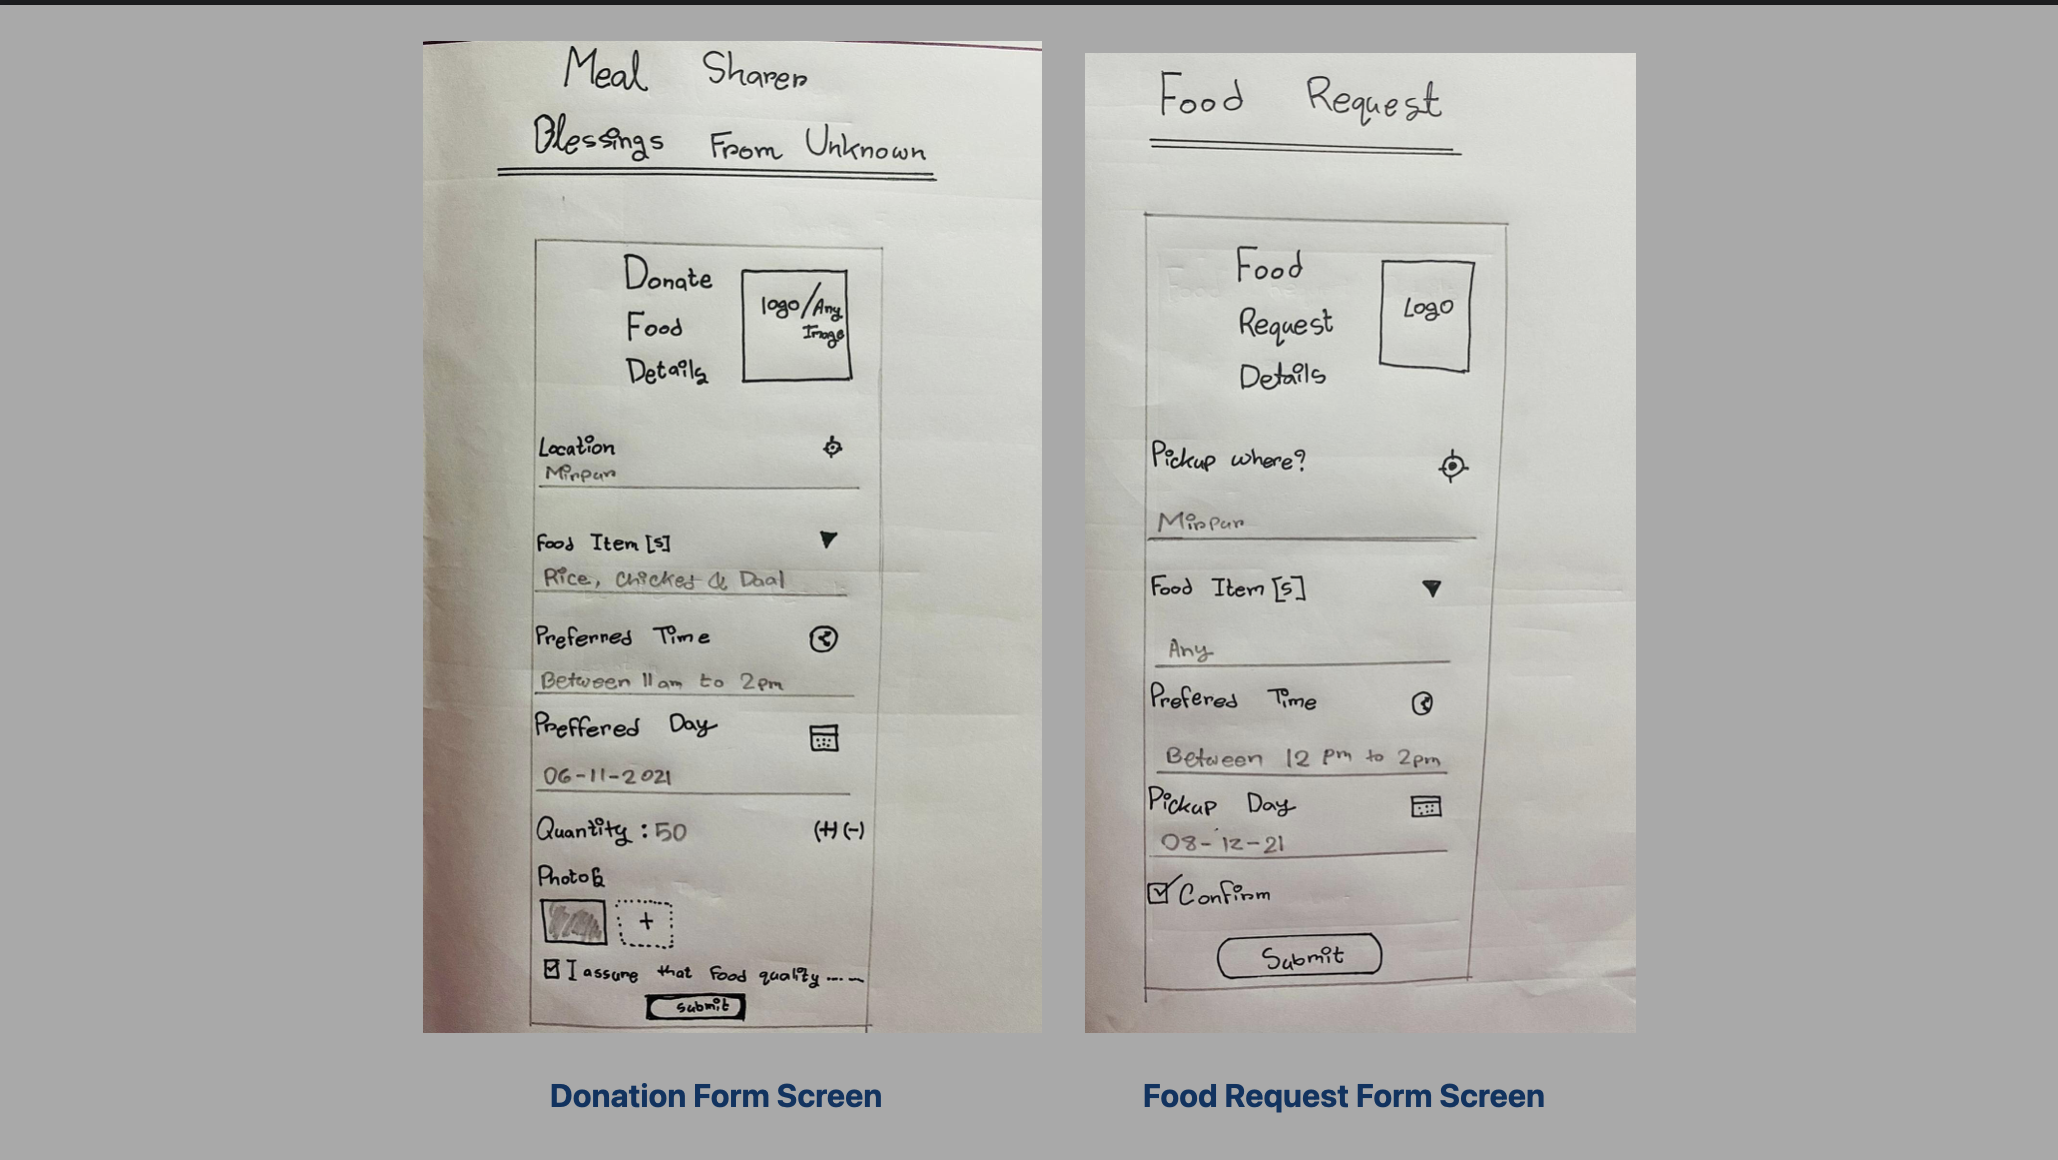 Meal Sharer
Blessings From Unknown
Donate
Food
Details
logo/Any
Image
Location
Mirpur
Food Item [s]
Rice, Chicked & Daal
Preferred Time
Between 11 am to 2pm
Preffered Day
06-11-2021
Quantity : 50
(+) (-)
Photos
+
I assure that Food quality ....
Submit
Donation Form Screen
Food Request
Food
Request
Details
Logo
Pickup where?
Mirpur
Food Item [s]
Any
Prefered Time
Between 12 pm to 2pm
Pickup Day
08-12-21
Confirm
Submit
Food Request Form Screen